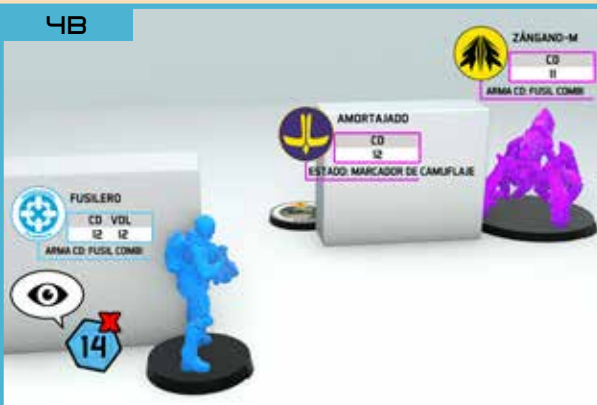 4B
ZÁNGANO-M
CD
11
ARMA CD: FUSIL COMBI
AMORTAJADO
CD
12
ESTADO: MARCADOR DE CAMUFLAJE
FUSILERO
CD VOL
12 12
ARMA CD: FUSIL COMBI
14